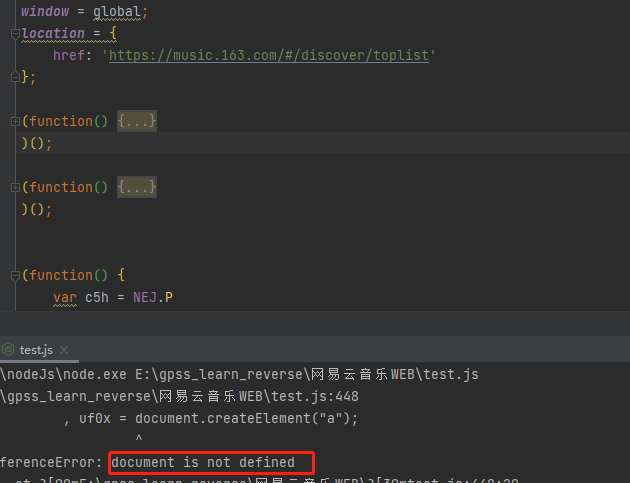 window = global;
location = {
href: 'https://music.163.com/#/discover/toplist'
};
(function() {...}
)();
(function() {...}
)();
(function() {
var c5h = NEJ.P
test.js ×
\nodeJs\node.exe E:\gpss_learn_reverse\网易云音乐WEB\test.js
\gpss_learn_reverse\网易云音乐WEB\test.js:448
, uf0x = document.createElement("a");
^
ferenceError: document is not defined